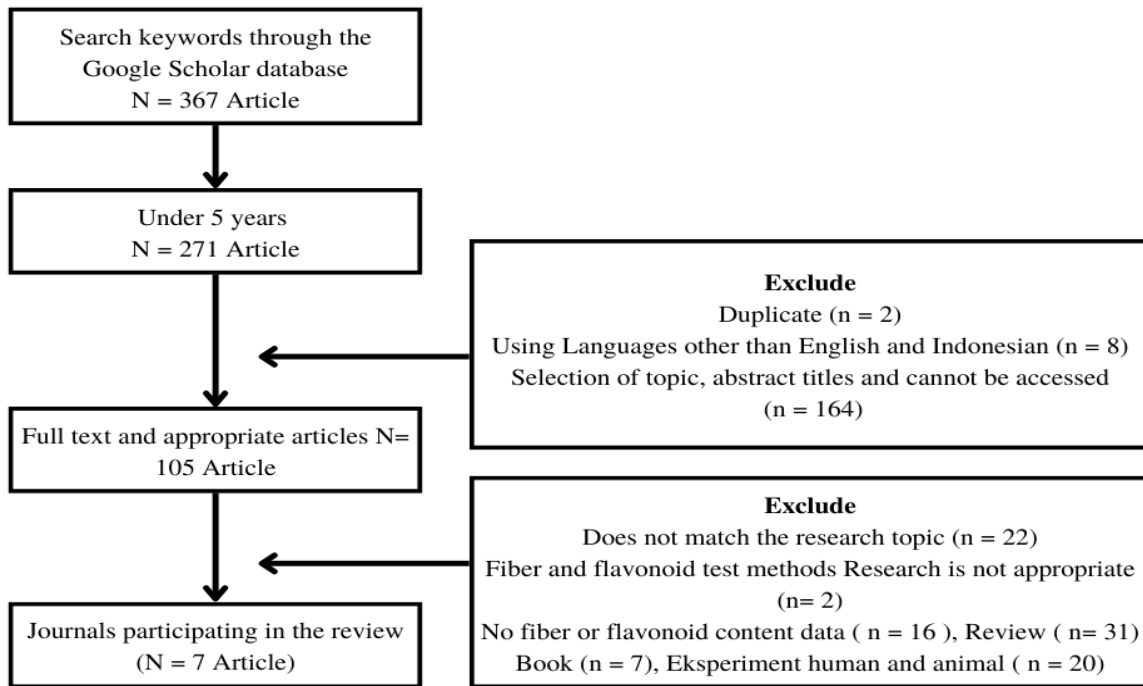 Search keywords through the
Google Scholar database
N = 367 Article
Under 5 years
N = 271 Article
Exclude
Duplicate (n = 2)
Using Languages other than English and Indonesian (n = 8)
Selection of topic, abstract titles and cannot be accessed
(n = 164)
Full text and appropriate articles N=
105 Article
Exclude
Does not match the research topic (n = 22)
Fiber and flavonoid test methods Research is not appropriate
(n= 2)
No fiber or flavonoid content data ( n = 16 ), Review ( n= 31)
Book (n = 7), Eksperiment human and animal ( n = 20)
Journals participating in the review
(N = 7 Article)